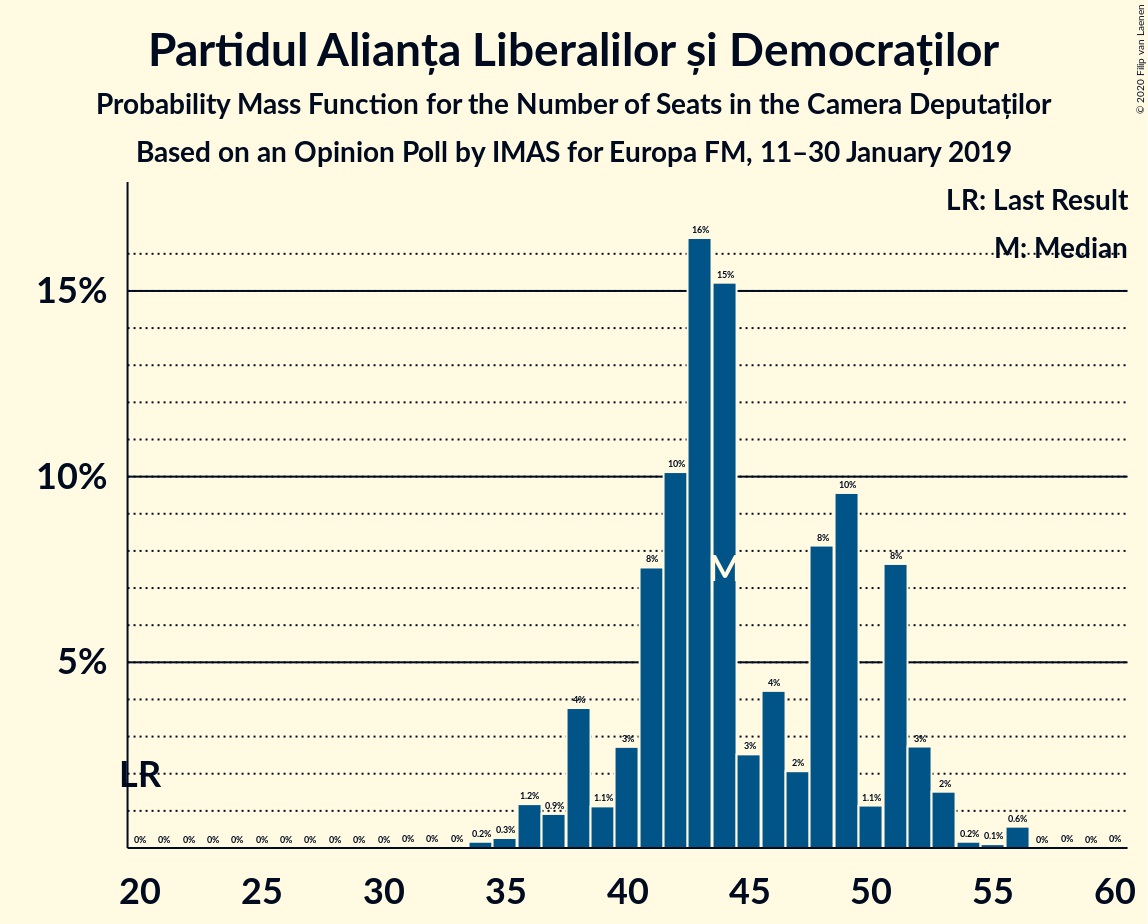 Partidul Alianța Liberalilor și Democraților
Probability Mass Function for the Number of Seats in the Camera Deputaților
Based on an Opinion Poll by IMAS for Europa FM, 11–30 January 2019
© 2020 Filip van Laenen
LR: Last Result
M: Median
15%
10%
5%
LR
M
0% 0% 0% 0% 0% 0% 0% 0% 0% 0% 0% 0% 0% 0% 0.2% 0.3% 1.2% 0.9% 4% 1.1% 3% 8% 10% 16% 15% 3% 4% 2% 8% 10% 1.1% 8% 3% 2% 0.2% 0.1% 0.6% 0% 0% 0% 0%
20 25 30 35 40 45 50 55 60